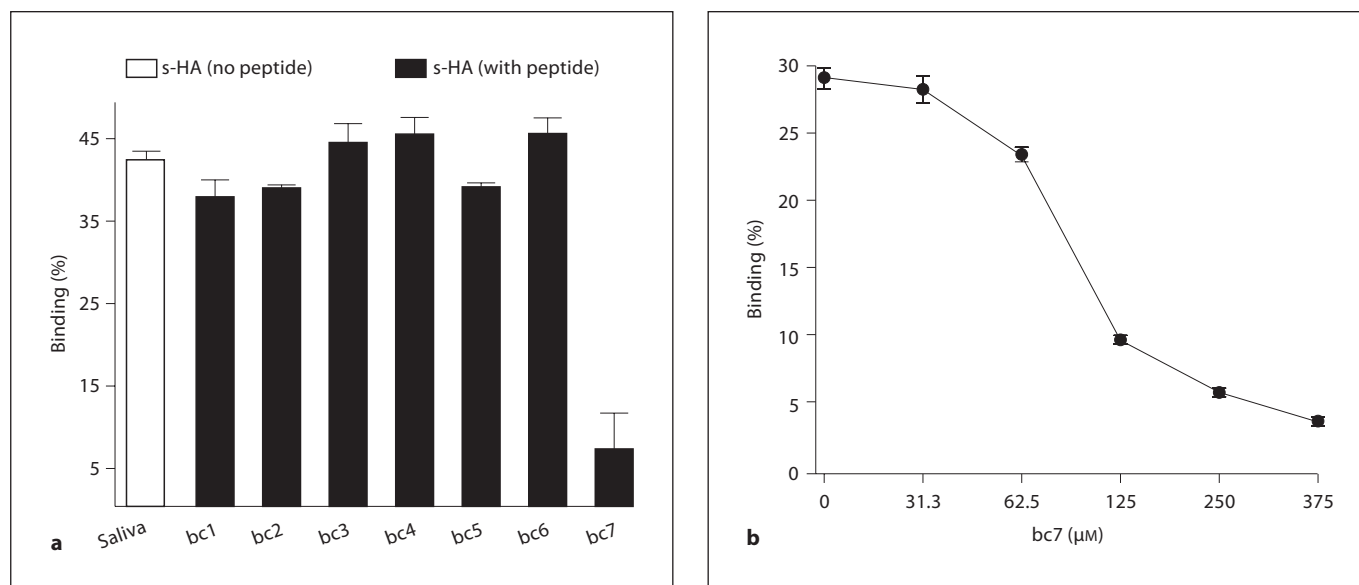 s-HA (no peptide) s-HA (with peptide)
45
35
25
15
5
Binding (%)
Saliva bc1 bc2 bc3 bc4 bc5 bc6 bc7
a
30
25
20
15
10
5
0
Binding (%)
0 31.3 62.5 125 250 375
bc7 (μM)
b